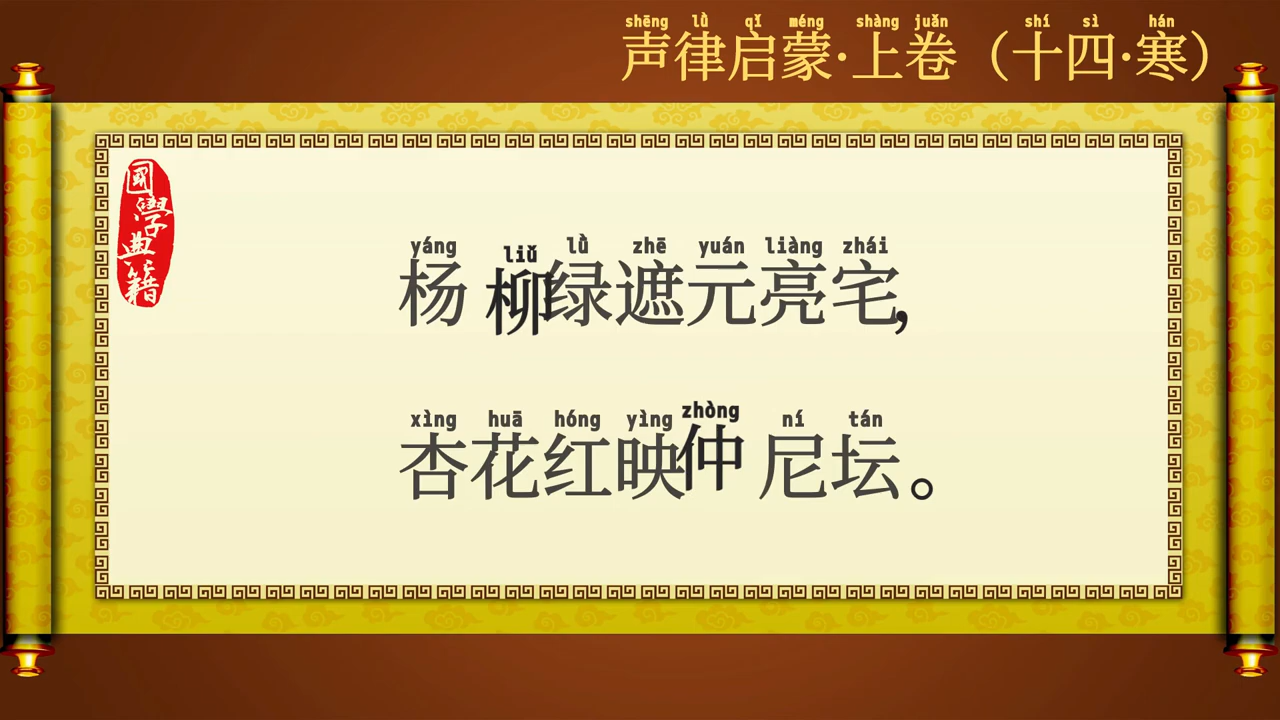 shēng lǜ qǐ méng shàng juǎn shí sì hán
声律启蒙·上卷（十四·寒）
國學典籍
yáng liǔ lǜ zhē yuán liàng zhái
杨柳绿遮元亮宅，
xìng huā hóng yìng zhòng ní tán
杏花红映仲尼坛。